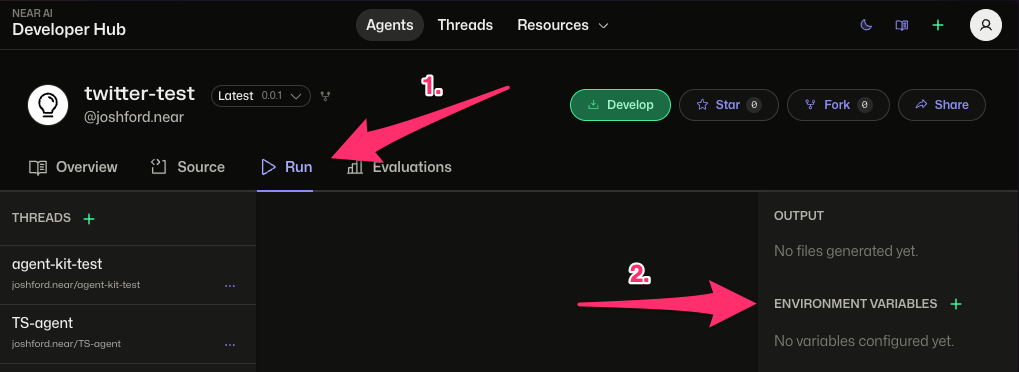 NEAR AI
Developer Hub
Agents
Threads
Resources
twitter-test
Latest 0.0.1
@joshford.near
1.
Develop
Star 0
Fork 0
Share
Overview
Source
Run
Evaluations
THREADS +
agent-kit-test
joshford.near/agent-kit-test
...
TS-agent
joshford.near/TS-agent
...
OUTPUT
No files generated yet.
2.
ENVIRONMENT VARIABLES +
No variables configured yet.